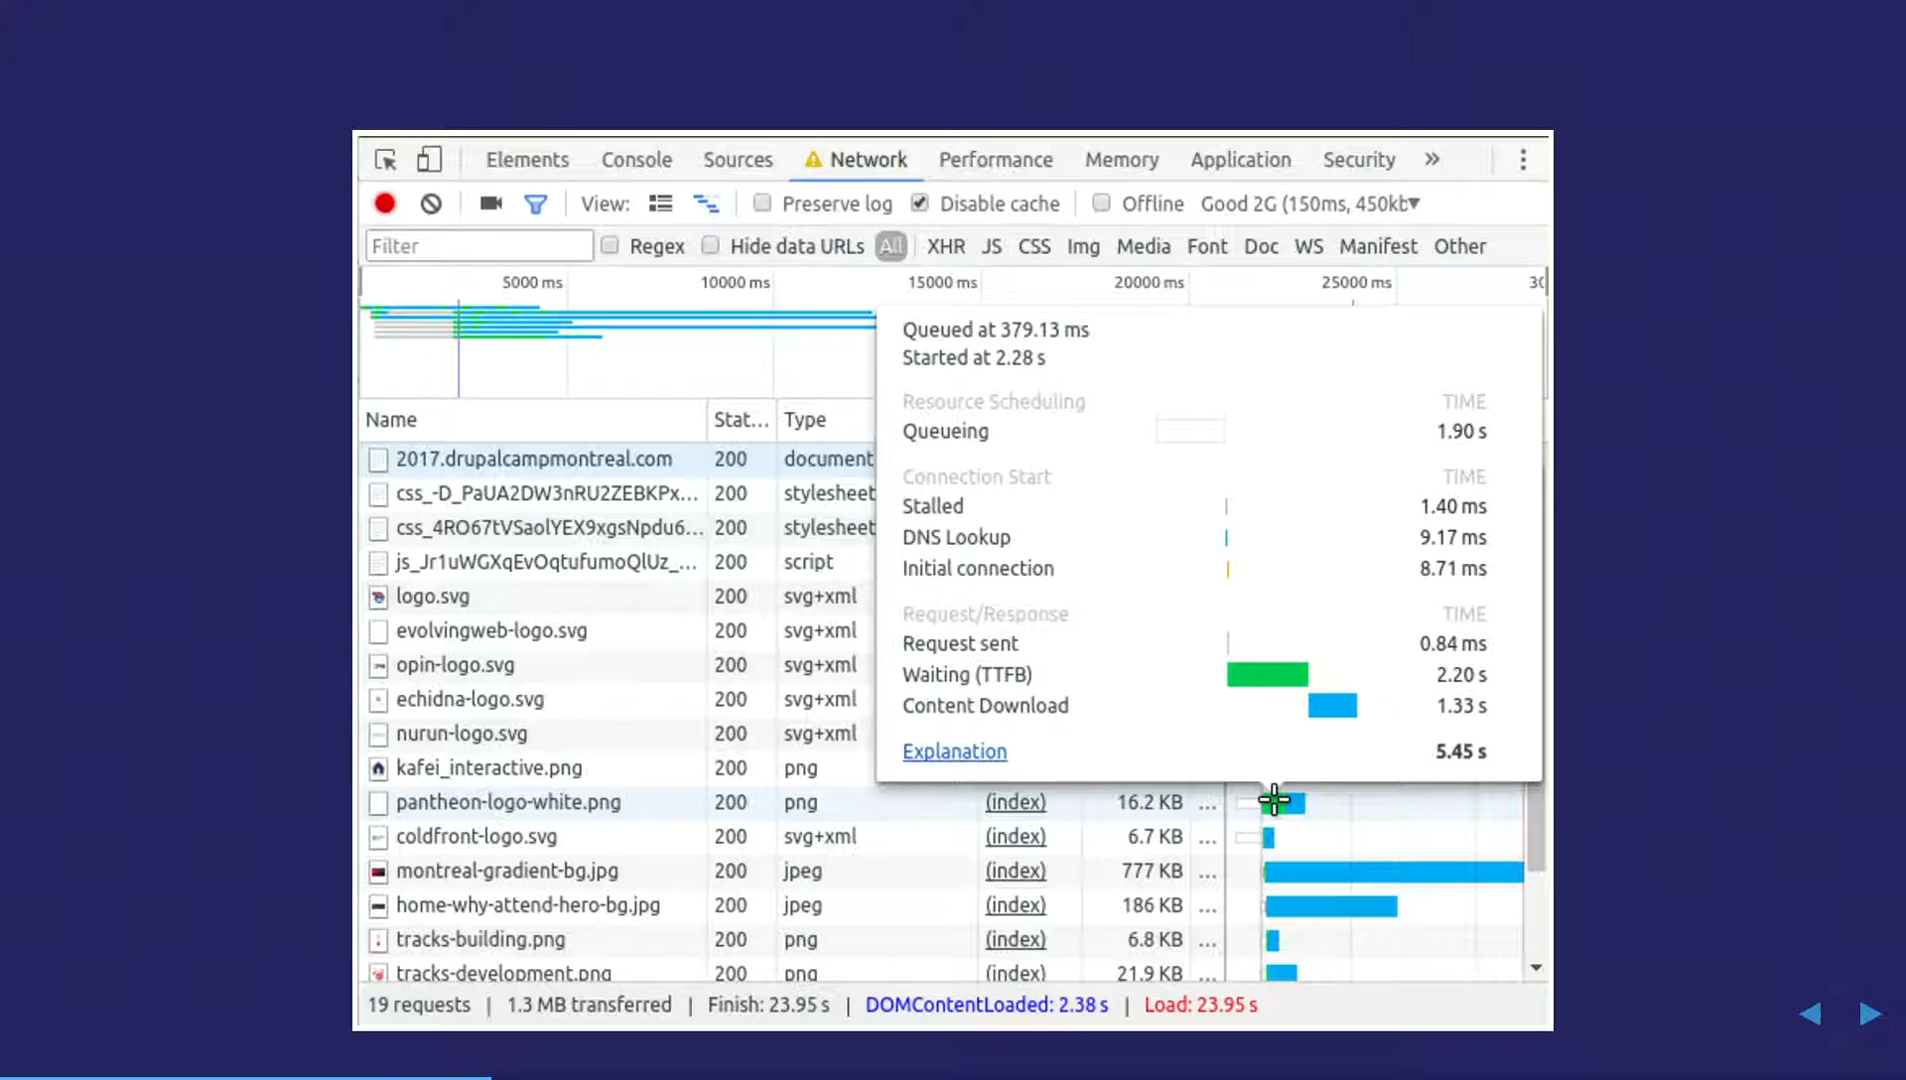 Elements Console Sources Network Performance Memory Application Security »
View: Preserve log Disable cache Offline Good 2G (150ms, 450kb▼
Filter Regex Hide data URLs All XHR JS CSS Img Media Font Doc WS Manifest Other
5000 ms 10000 ms 15000 ms 20000 ms 25000 ms 30
Queued at 379.13 ms
Started at 2.28 s
Resource Scheduling TIME
Queueing 1.90 s
Connection Start TIME
Stalled 1.40 ms
DNS Lookup 9.17 ms
Initial connection 8.71 ms
Request/Response TIME
Request sent 0.84 ms
Waiting (TTFB) 2.20 s
Content Download 1.33 s
Explanation 5.45 s
Name Stat... Type
2017.drupalcampmontreal.com 200 document
css_-D_PaUA2DW3nRU2ZEBKPx... 200 stylesheet
css_4RO67tVSaolYEX9xgsNpdu6... 200 stylesheet
js_Jr1uWGXqEvOqtufumoQlUz_... 200 script
logo.svg 200 svg+xml
evolvingweb-logo.svg 200 svg+xml
opin-logo.svg 200 svg+xml
echidna-logo.svg 200 svg+xml
nurun-logo.svg 200 svg+xml
kafei_interactive.png 200 png
pantheon-logo-white.png 200 png (index) 16.2 KB ...
coldfront-logo.svg 200 svg+xml (index) 6.7 KB ...
montreal-gradient-bg.jpg 200 jpeg (index) 777 KB ...
home-why-attend-hero-bg.jpg 200 jpeg (index) 186 KB ...
tracks-building.png 200 png (index) 6.8 KB ...
tracks-development.png 200 png (index) 21.9 KB ...
19 requests | 1.3 MB transferred | Finish: 23.95 s | DOMContentLoaded: 2.38 s | Load: 23.95 s